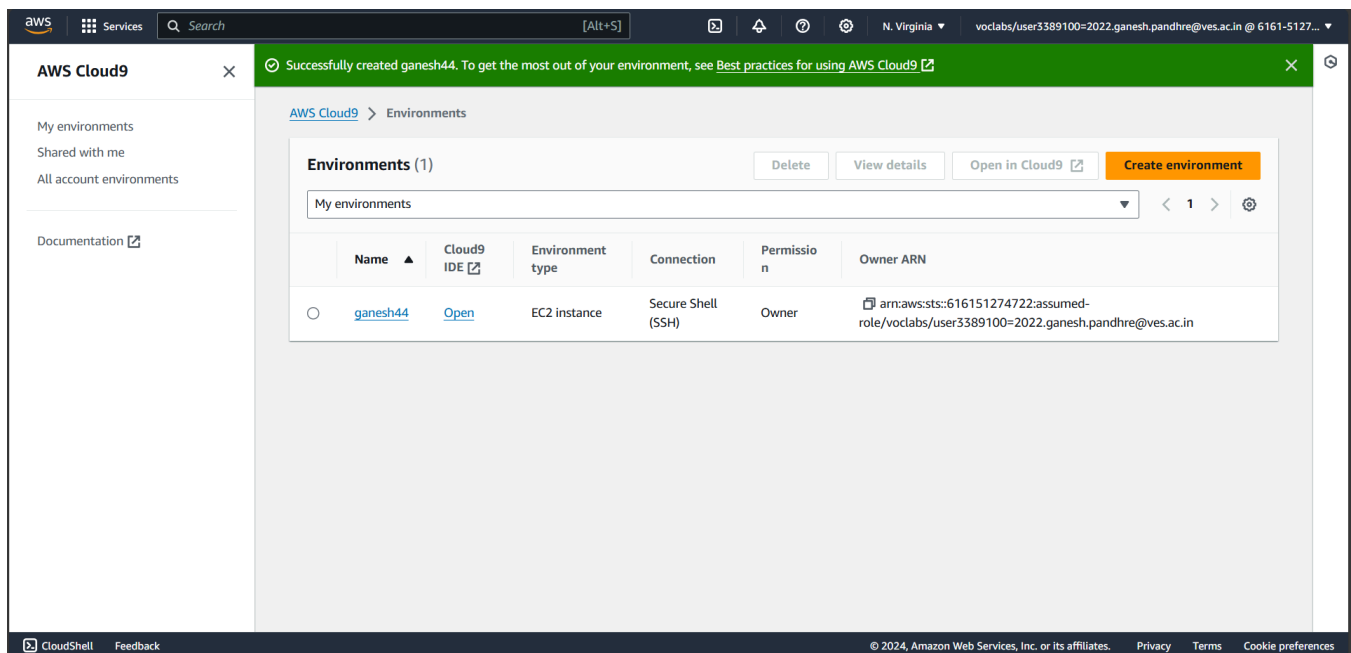 aws
Services
Search
[Alt+S]
N. Virginia
voclabs/user3389100=2022.ganesh.pandhre@ves.ac.in @ 6161-5127...
AWS Cloud9
My environments
Shared with me
All account environments
Documentation
Successfully created ganesh44. To get the most out of your environment, see Best practices for using AWS Cloud9
AWS Cloud9 > Environments
Environments (1)
Delete
View details
Open in Cloud9
Create environment
My environments
1
Name
Cloud9
IDE
Environment
type
Connection
Permissio
n
Owner ARN
ganesh44
Open
EC2 instance
Secure Shell
(SSH)
Owner
arn:aws:sts::616151274722:assumed-
role/voclabs/user3389100=2022.ganesh.pandhre@ves.ac.in
CloudShell
Feedback
© 2024, Amazon Web Services, Inc. or its affiliates.
Privacy
Terms
Cookie preferences